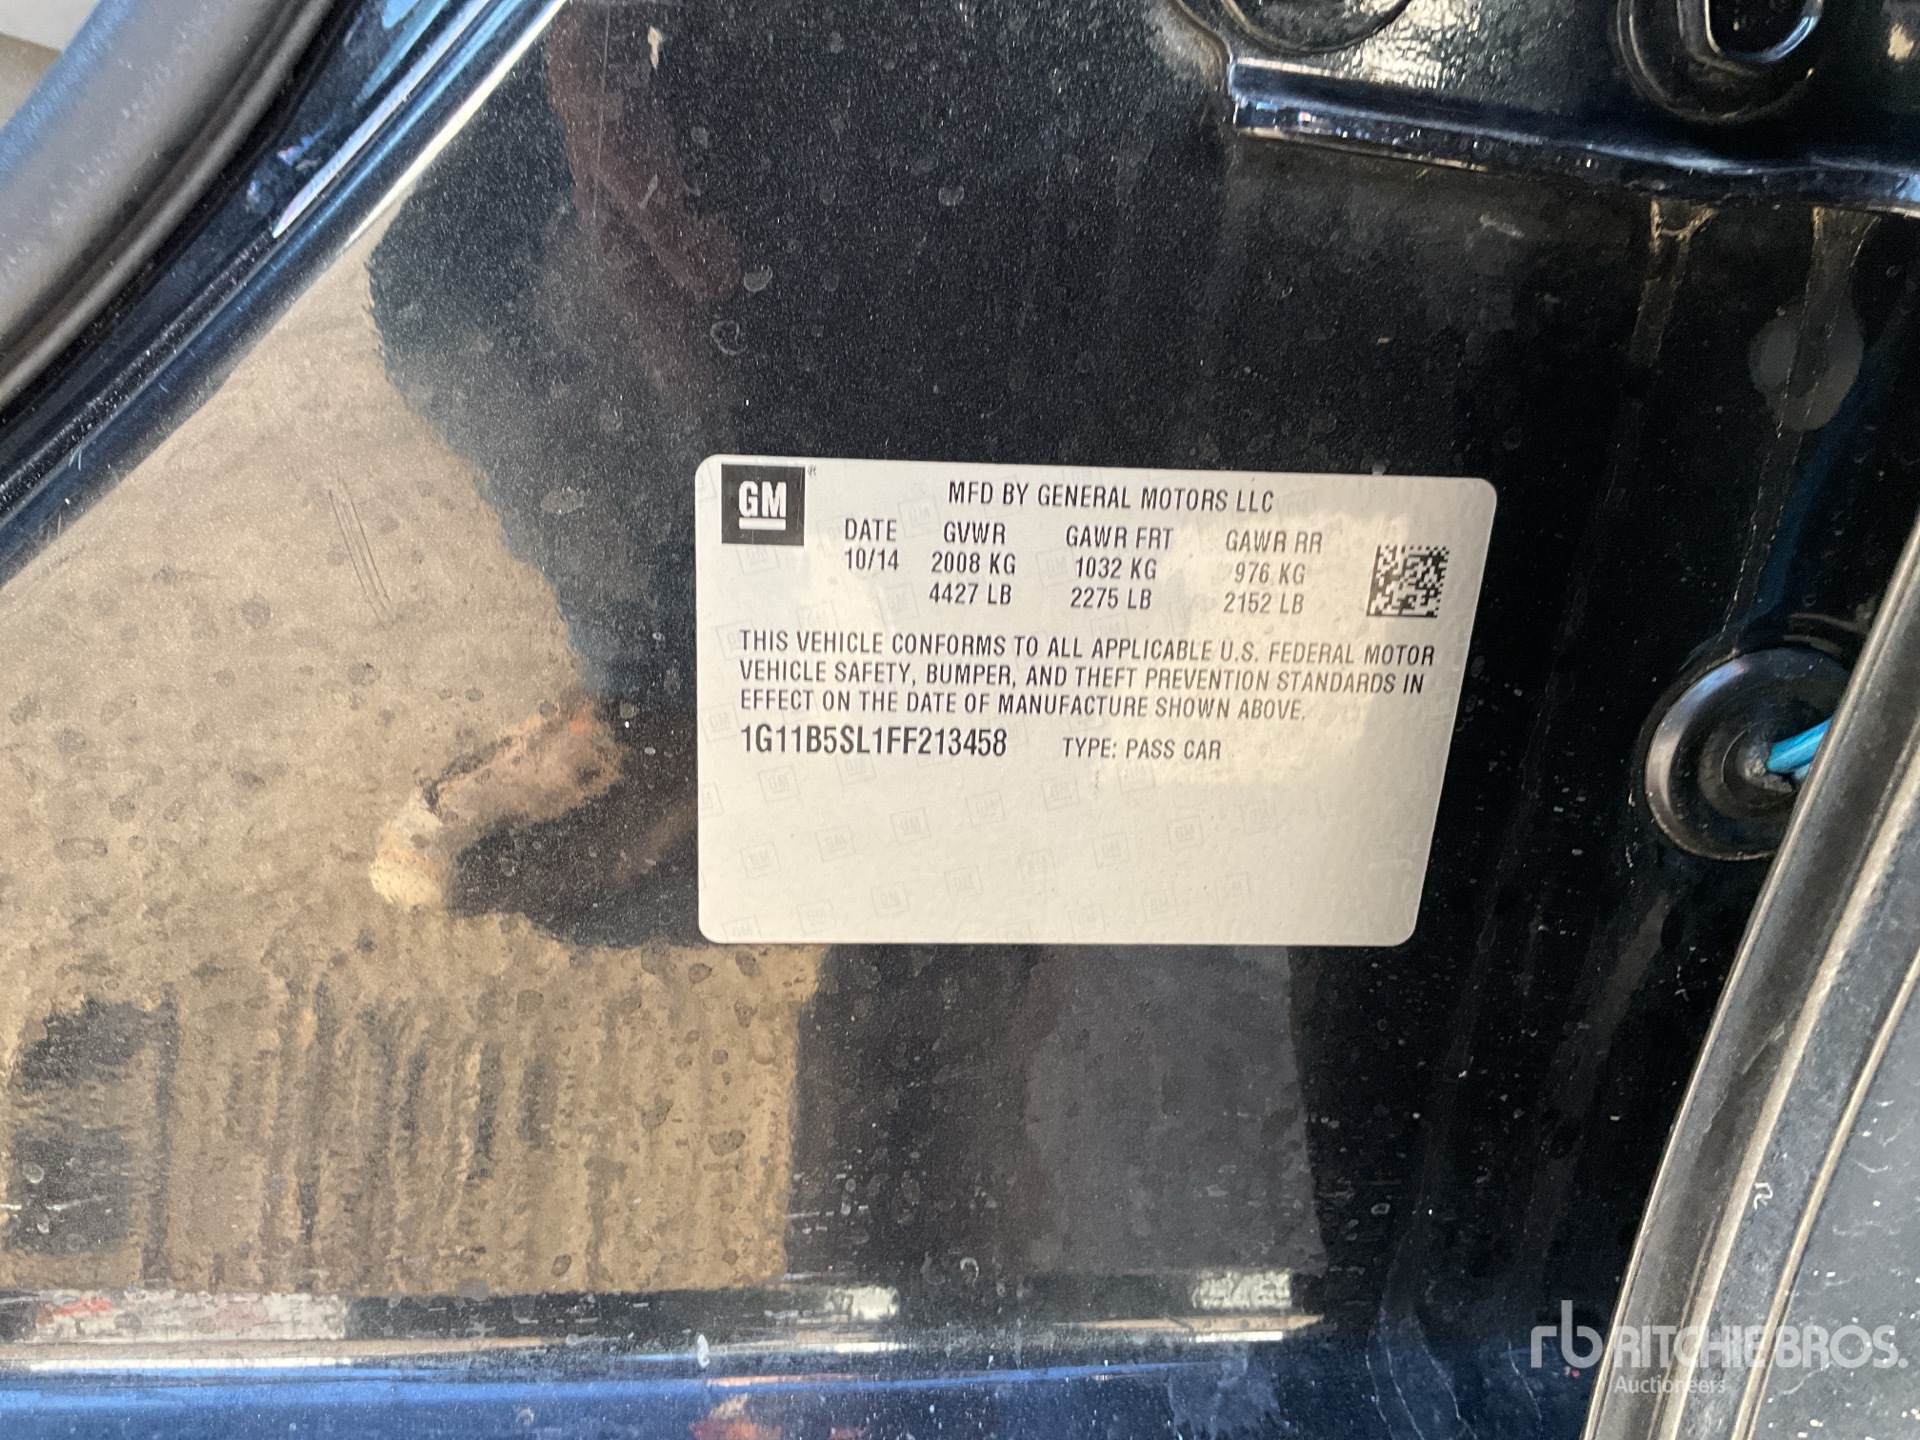 GM
MFD BY GENERAL MOTORS LLC
DATE GVWR GAWR FRT GAWR RR
10/14 2008 KG 1032 KG 976 KG
4427 LB 2275 LB 2152 LB
THIS VEHICLE CONFORMS TO ALL APPLICABLE U.S. FEDERAL MOTOR
VEHICLE SAFETY, BUMPER, AND THEFT PREVENTION STANDARDS IN
EFFECT ON THE DATE OF MANUFACTURE SHOWN ABOVE.
1G11B5SL1FF213458 TYPE: PASS CAR
rb RITCHIE BROS.
Auctioneers